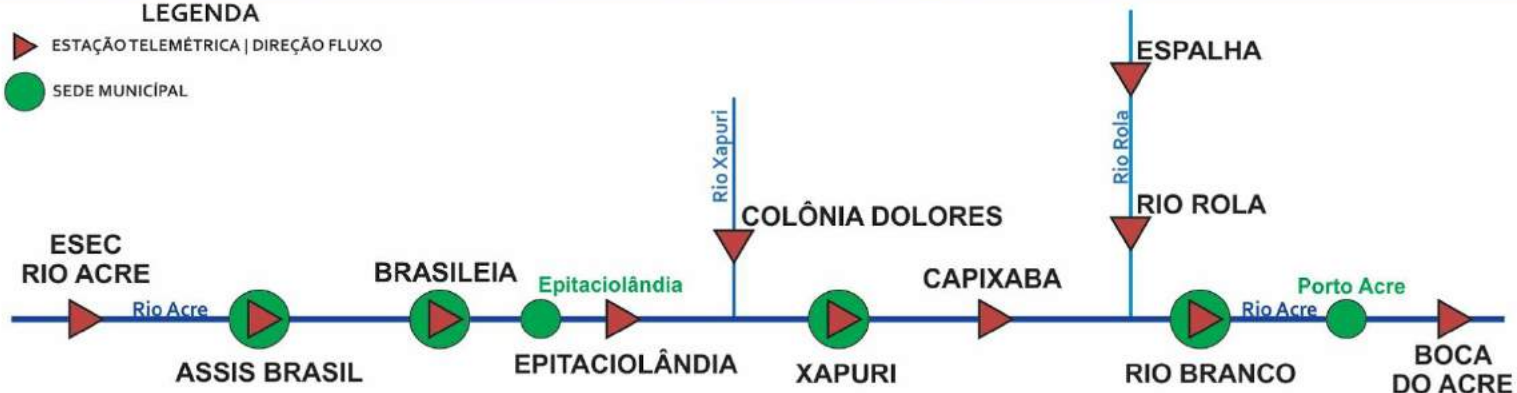 LEGENDA
ESTAÇÃO TELEMÉTRICA | DIREÇÃO FLUXO
SEDE MUNICÍPAL
ESPALHA
Rio Xapuri
Rio Rola
COLÔNIA DOLORES
RIO ROLA
ESEC
RIO ACRE
BRASILEIA
Epitaciolândia
CAPIXABA
Porto Acre
Rio Acre
Rio Acre
ASSIS BRASIL
EPITACIOLÂNDIA
XAPURI
RIO BRANCO
BOCA
DO ACRE